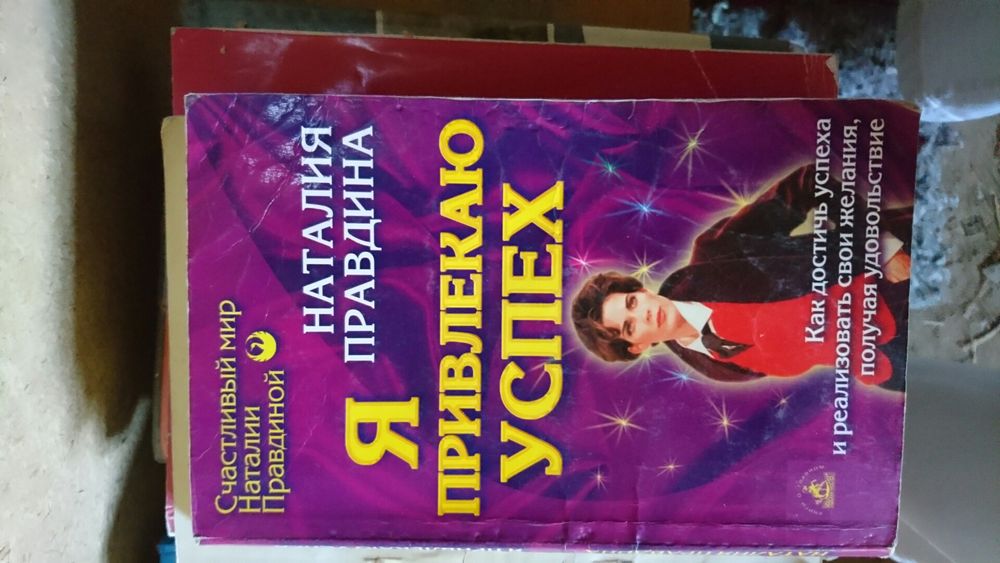 Счастливый мир
Наталии
Правдиной
НАТАЛИЯ
ПРАВДИНА
Я
ПРИВЛЕКАЮ
УСПЕХ
Как достичь успеха
и реализовать свои желания,
получая удовольствие